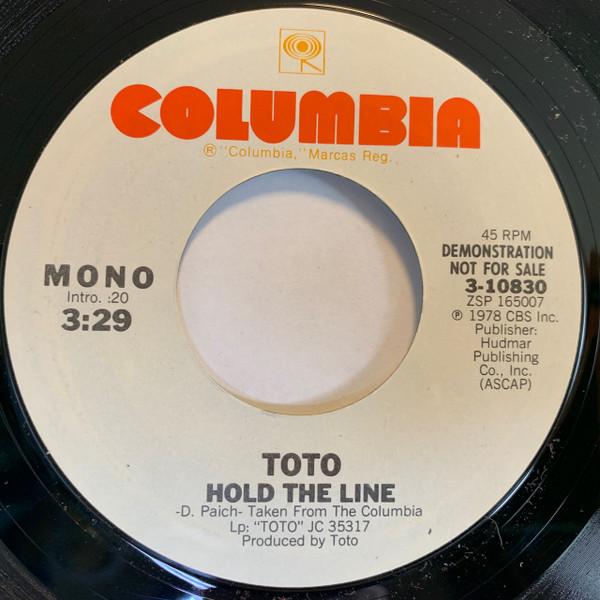 COLUMBIA
® "Columbia," Marcas Reg.
MONO
Intro. :20
3:29
45 RPM
DEMONSTRATION
NOT FOR SALE
3-10830
ZSP 165007
℗ 1978 CBS Inc.
Publisher:
Hudmar
Publishing
Co., Inc.
(ASCAP)
TOTO
HOLD THE LINE
-D. Paich- Taken From The Columbia
Lp: "TOTO" JC 35317
Produced by Toto